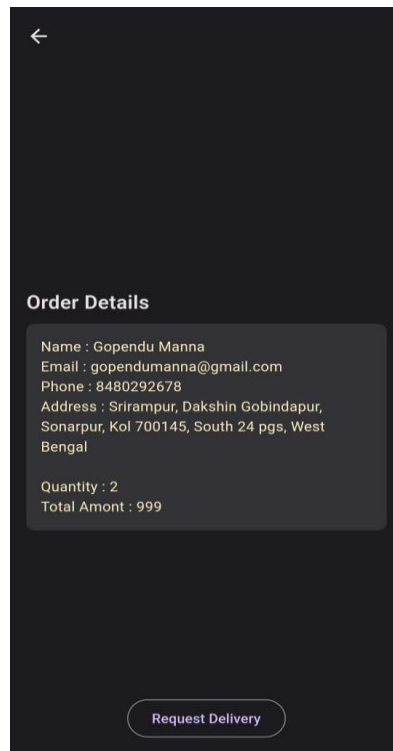 Order Details
Name : Gopendu Manna
Email : gopendumanna@gmail.com
Phone : 8480292678
Address : Srirampur, Dakshin Gobindapur,
Sonarpur, Kol 700145, South 24 pgs, West
Bengal
Quantity : 2
Total Amont : 999
Request Delivery